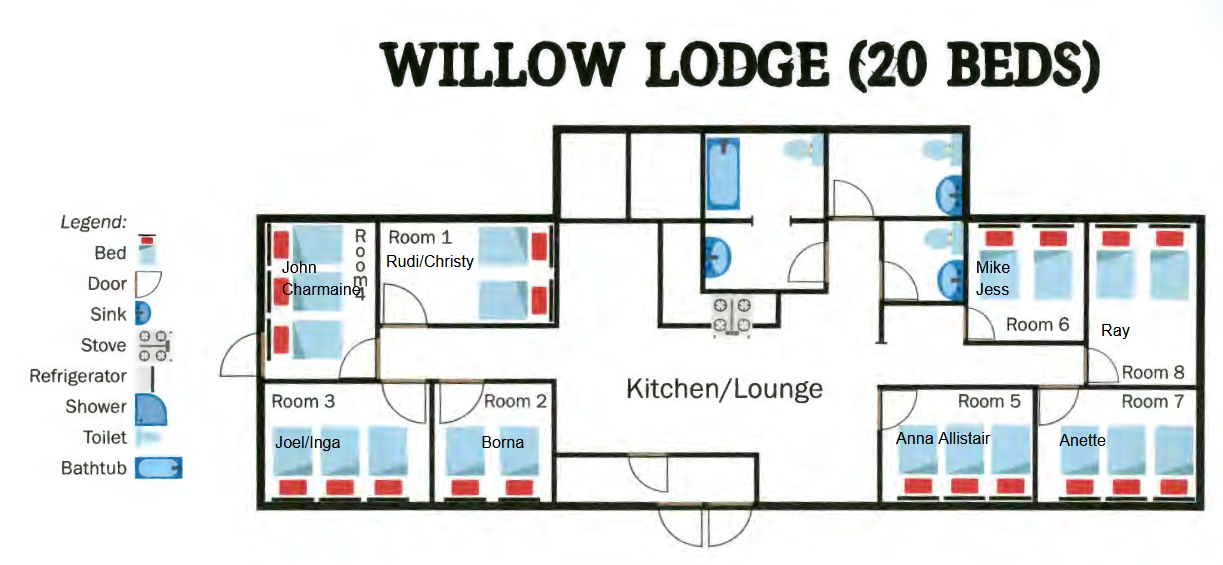 WILLOW LODGE (20 BEDS)
Legend:
Bed
Door
Sink
Stove
Refrigerator
Shower
Toilet
Bathtub
Room 4
John
Charmaine
Room 1
Rudi/Christy
Mike
Jess
Room 6
Ray
Room 8
Kitchen/Lounge
Room 3
Joel/Inga
Room 2
Borna
Room 5
Anna Allistair
Room 7
Anette